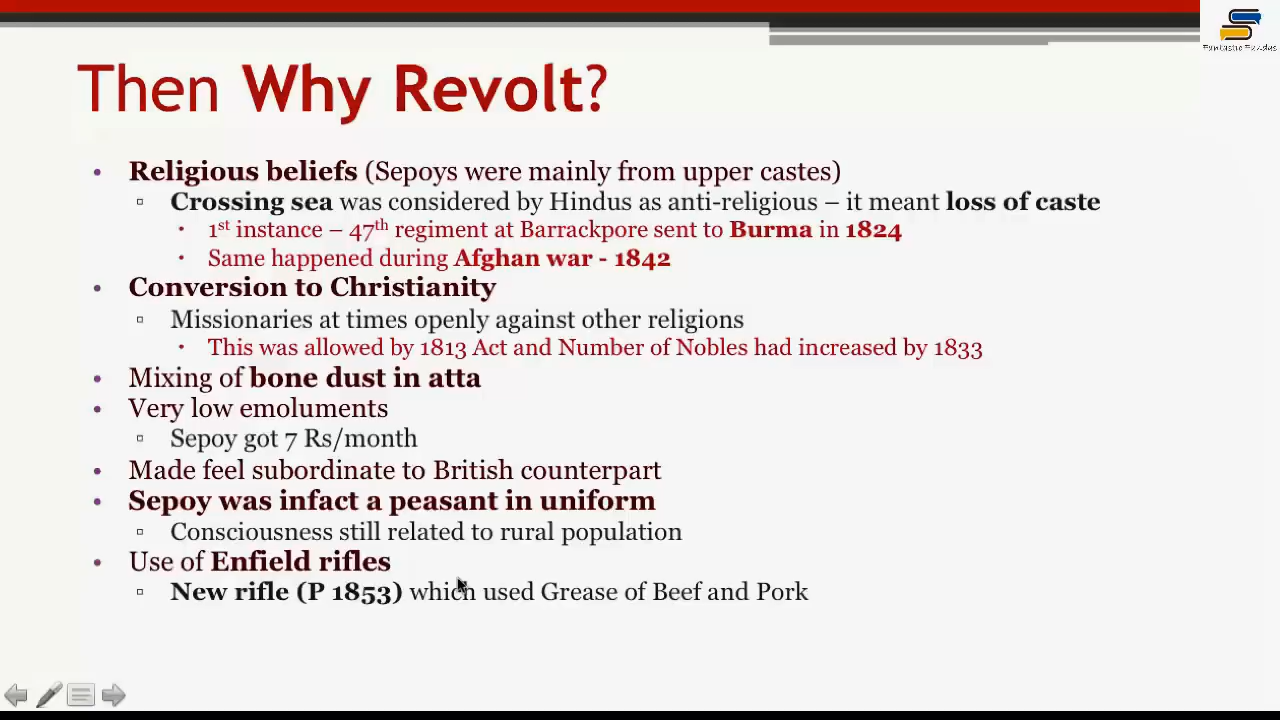 Then Why Revolt?
• Religious beliefs (Sepoys were mainly from upper castes)
▫ Crossing sea was considered by Hindus as anti-religious – it meant loss of caste
• 1st instance – 47th regiment at Barrackpore sent to Burma in 1824
• Same happened during Afghan war - 1842
• Conversion to Christianity
▫ Missionaries at times openly against other religions
• This was allowed by 1813 Act and Number of Nobles had increased by 1833
• Mixing of bone dust in atta
• Very low emoluments
▫ Sepoy got 7 Rs/month
• Made feel subordinate to British counterpart
• Sepoy was infact a peasant in uniform
▫ Consciousness still related to rural population
• Use of Enfield rifles
▫ New rifle (P 1853) which used Grease of Beef and Pork